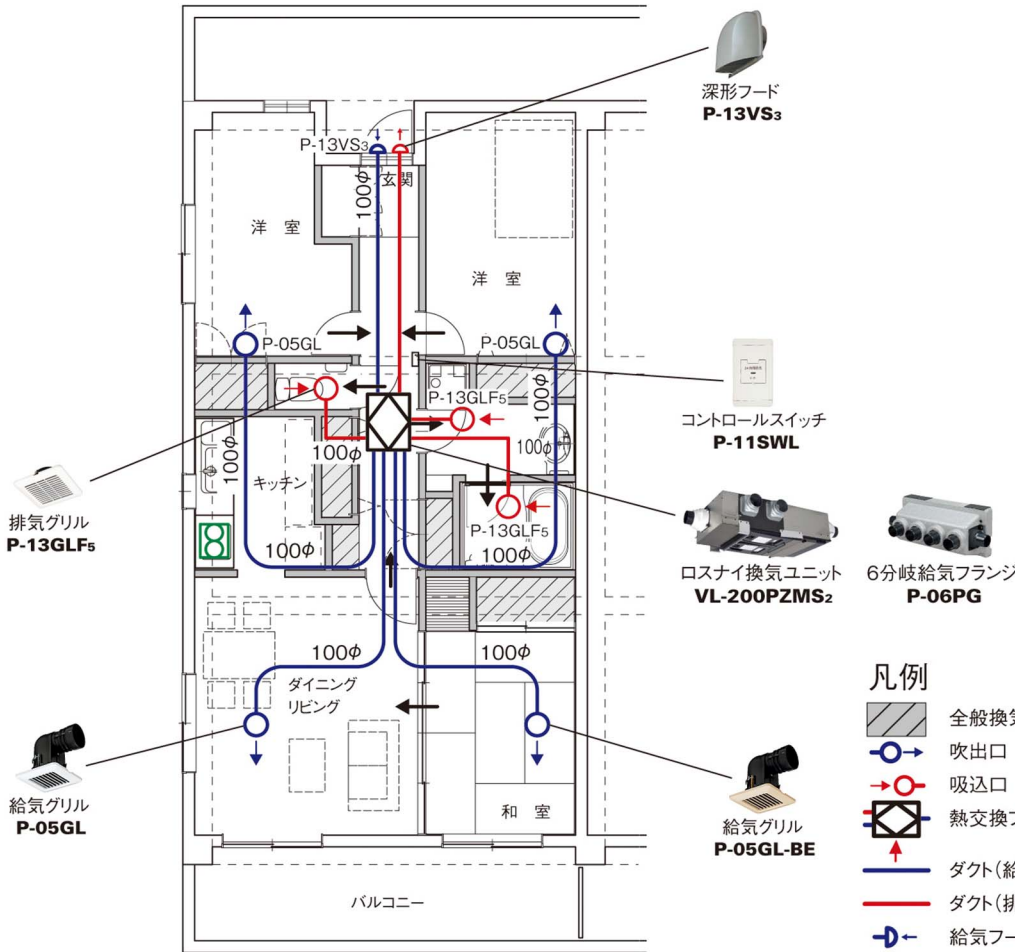 深形フード
P-13VS3
P-13VS3
玄関
100φ
洋 室
洋 室
P-05GL
P-05GL
P-13GLF5
100φ
100φ
100φ
100φ
コントロールスイッチ
P-11SWL
キッチン
排気グリル
P-13GLF5
P-13GLF5
100φ
100φ
ロスナイ換気ユニット
VL-200PZMS2
6分岐給気フランジ
P-06PG
100φ
100φ
ダイニング
リビング
和 室
給気グリル
P-05GL
給気グリル
P-05GL-BE
バルコニー
凡例
全般換気
吹出口
吸込口
熱交換
ダクト(給
ダクト(排
給気フー